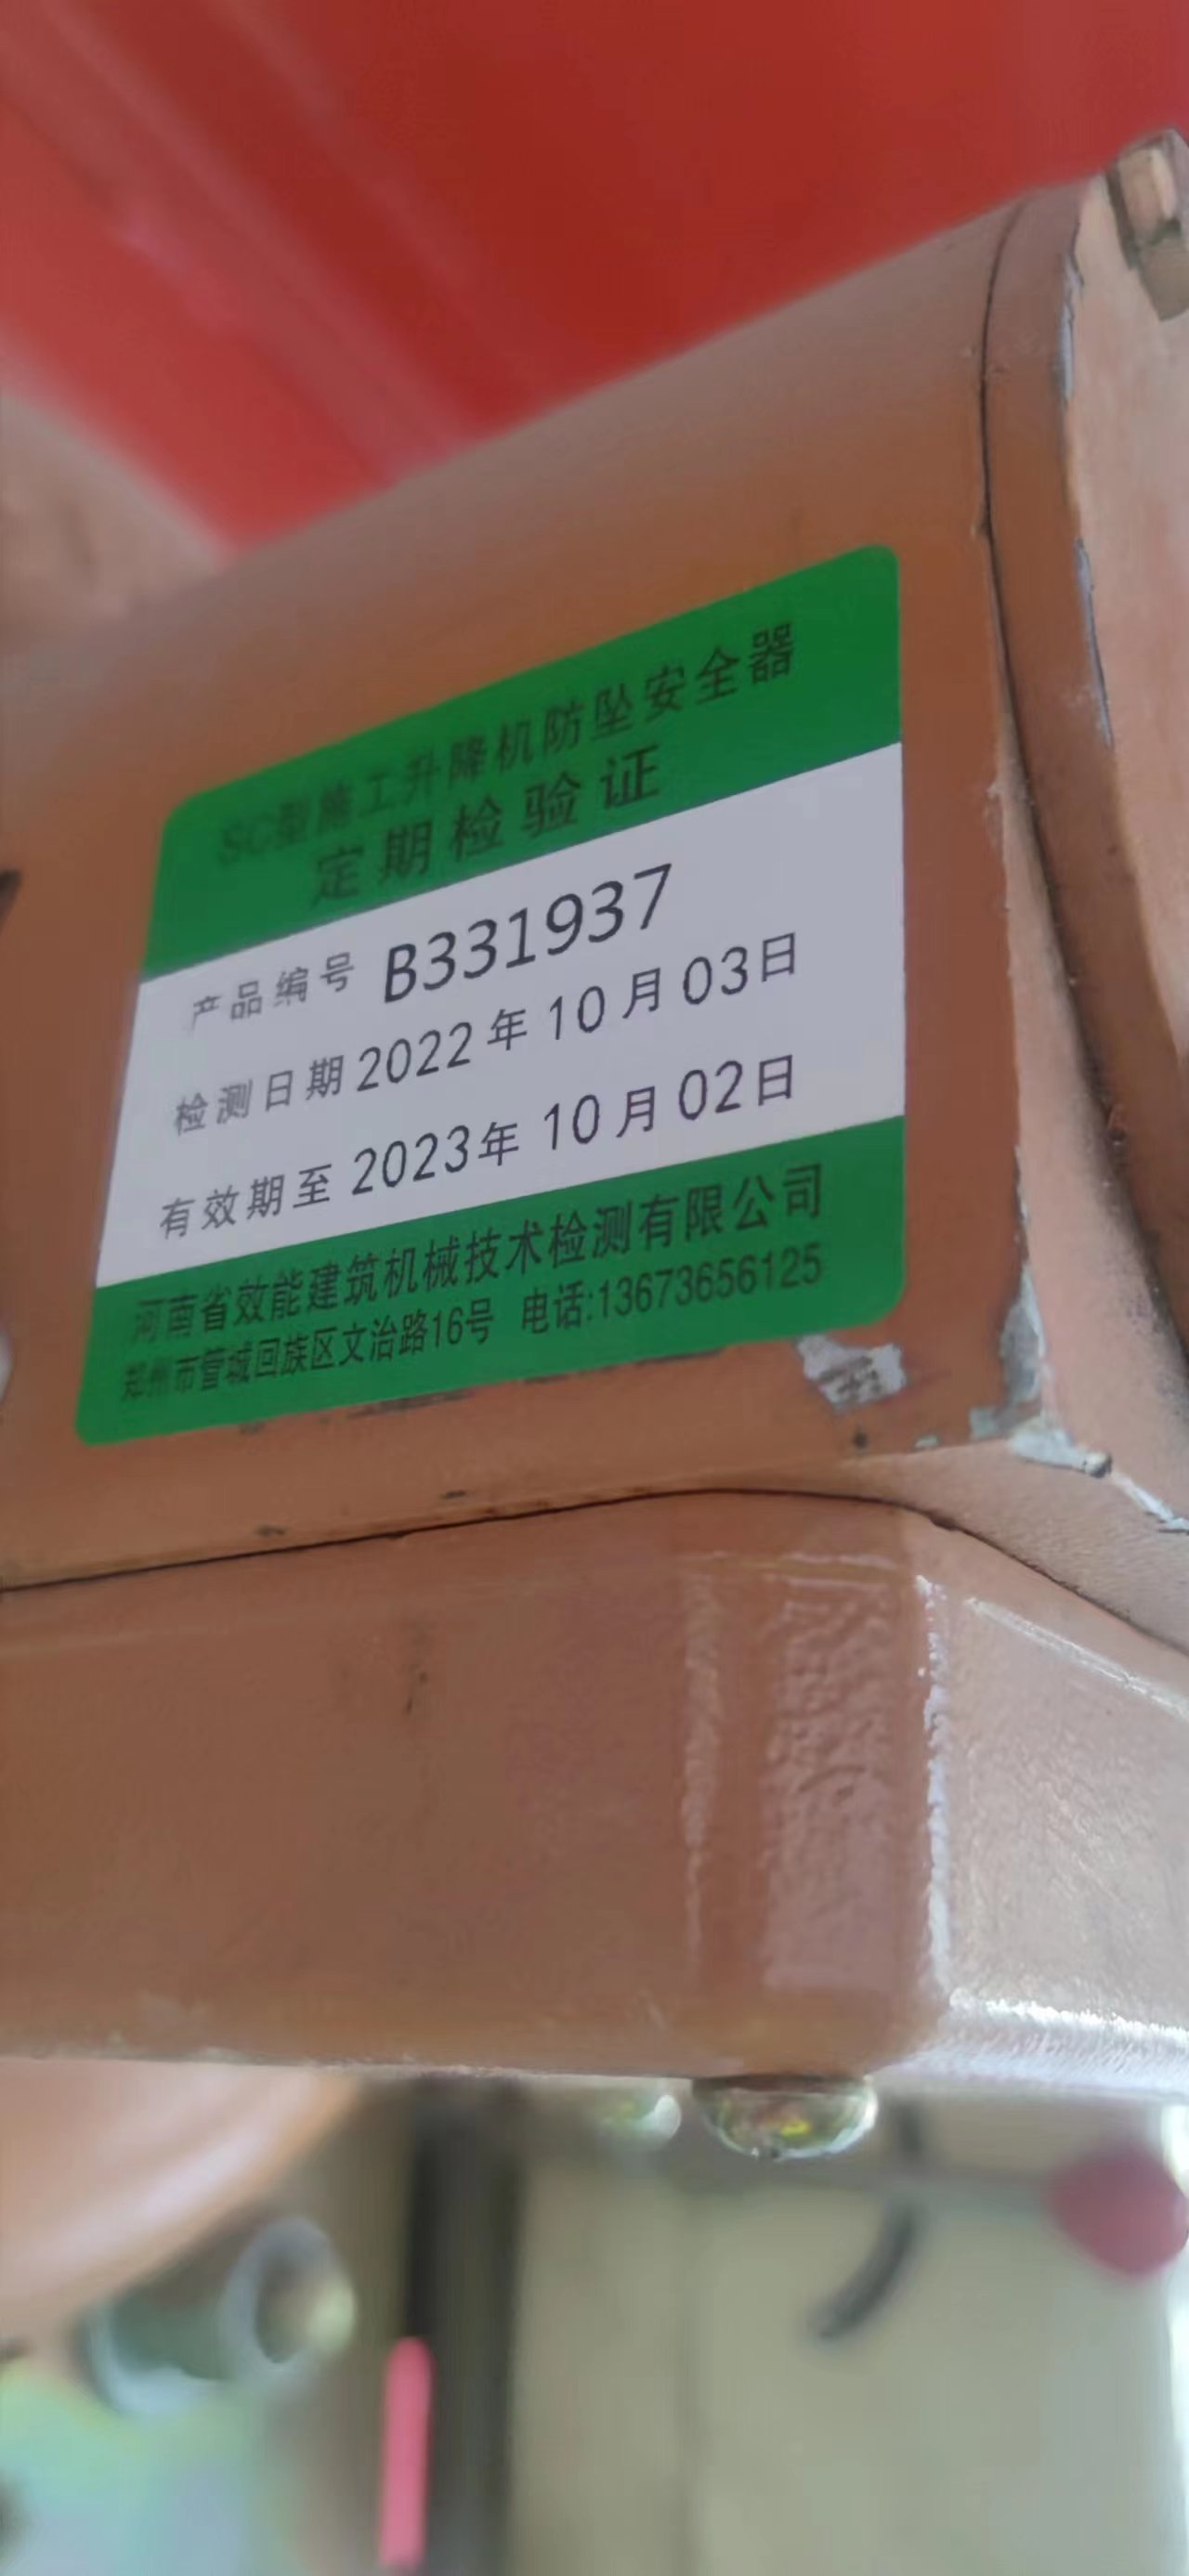 SC型施工升降机防坠安全器
定期检验证
产品编号 B331937
检测日期 2022年10月03日
有效期至 2023年10月02日
河南省效能建筑机械技术检测有限公司
郑州市管城回族区文治路16号 电话:13673656125